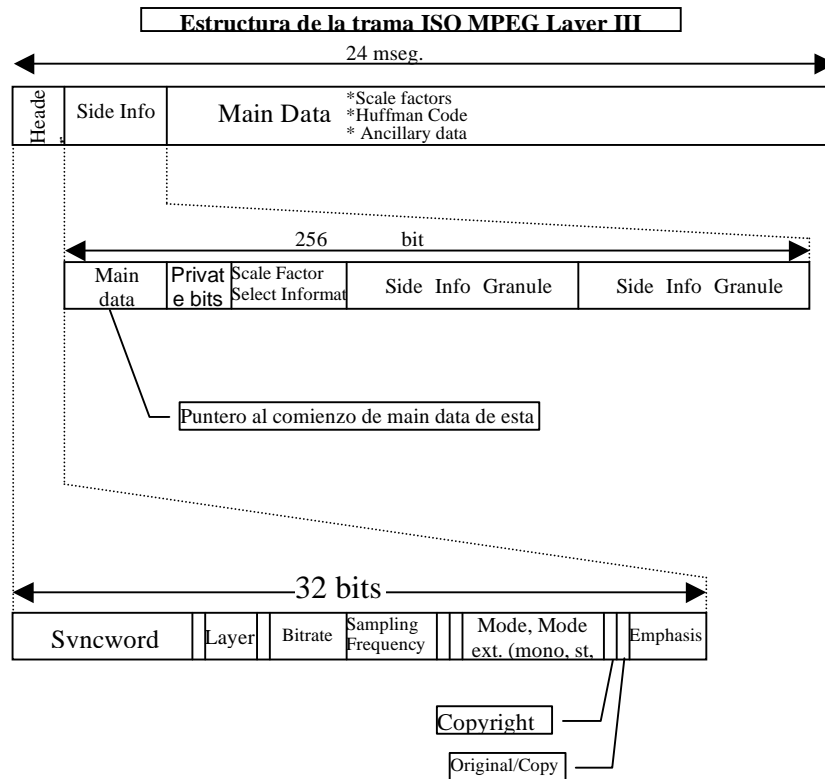 Estructura de la trama ISO MPEG Layer III
24 mseg.
Heade
Side Info
Main Data
*Scale factors
*Huffman Code
* Ancillary data
256 bit
Main
data
Privat
e bits
Scale Factor
Select Informat
Side Info Granule
Side Info Granule
Puntero al comienzo de main data de esta
32 bits
Syncword
Layer
Bitrate
Sampling
Frequency
Mode, Mode
ext. (mono, st,
Emphasis
Copyright
Original/Copy